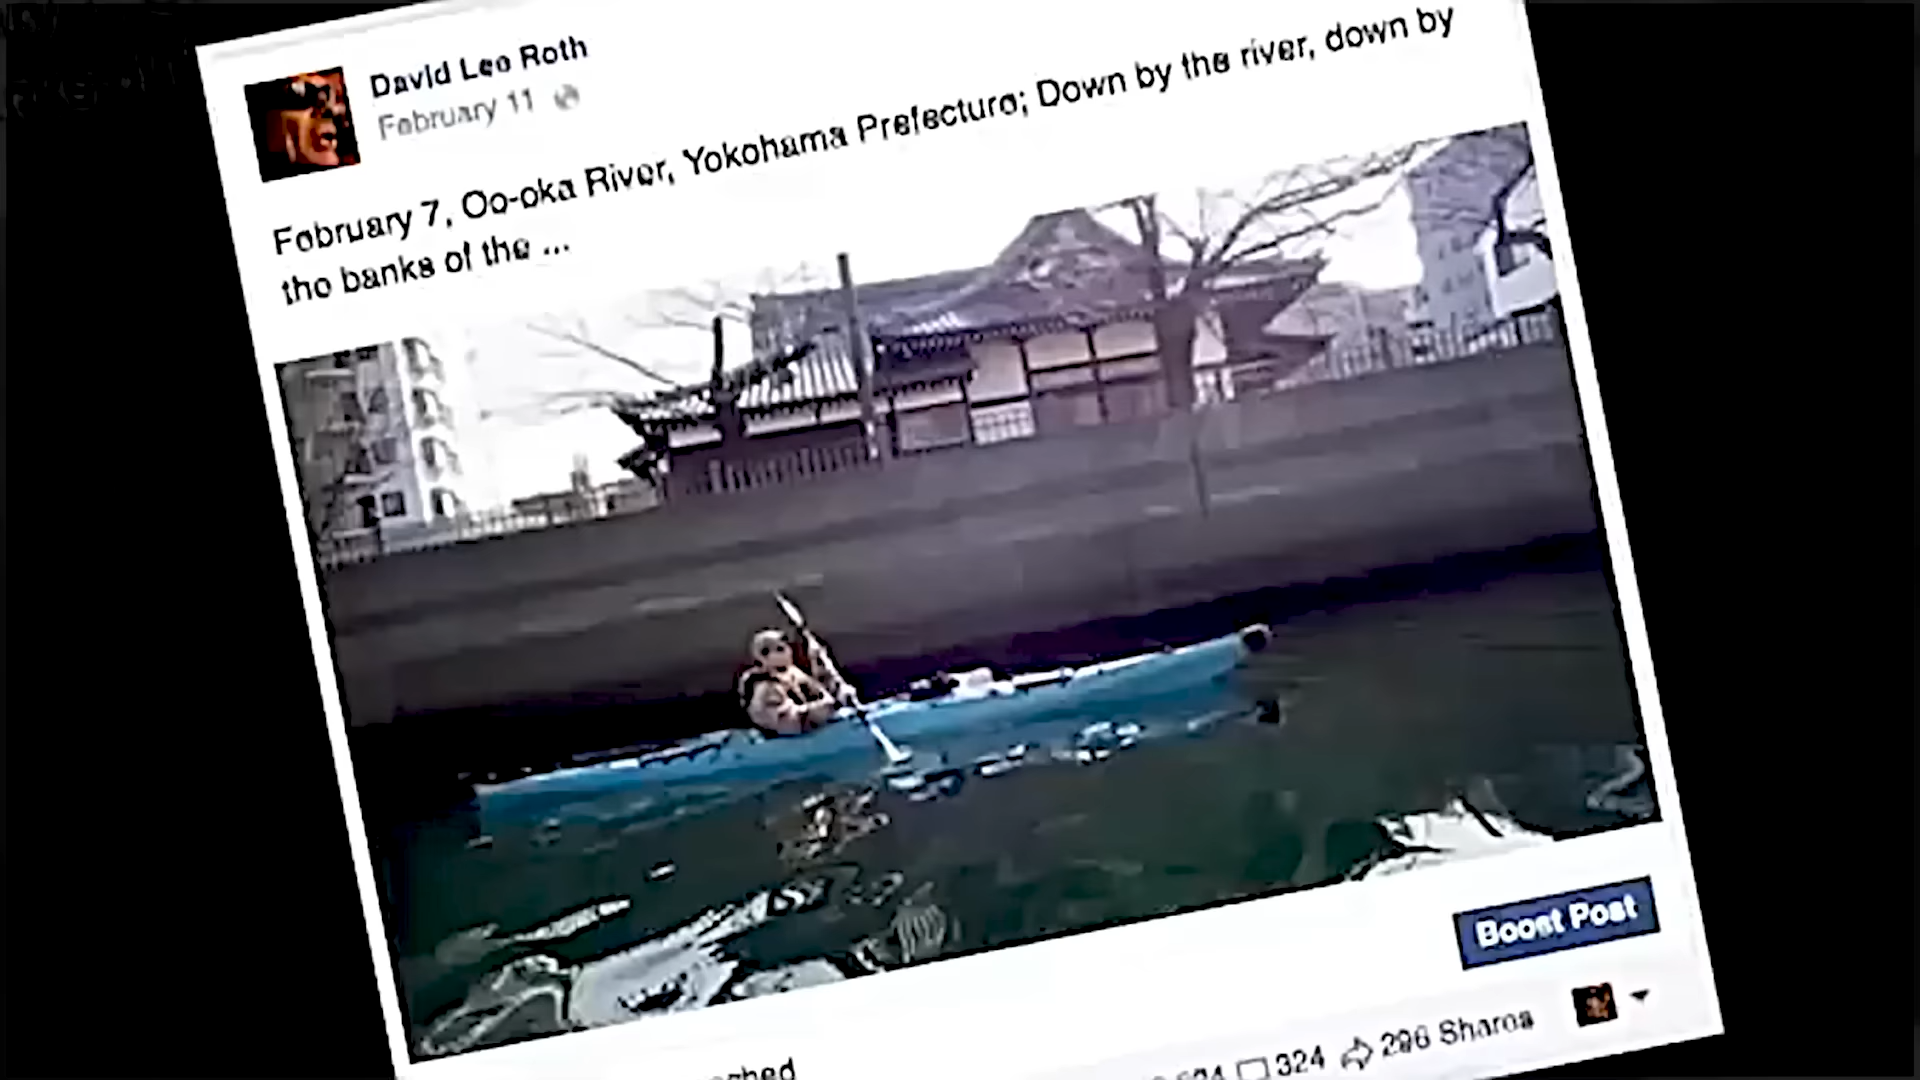 David Lee Roth
February 11
February 7, Oo-oka River, Yokohama Prefecture; Down by the river, down by
the banks of the ...
Boost Post
324 296 Shares